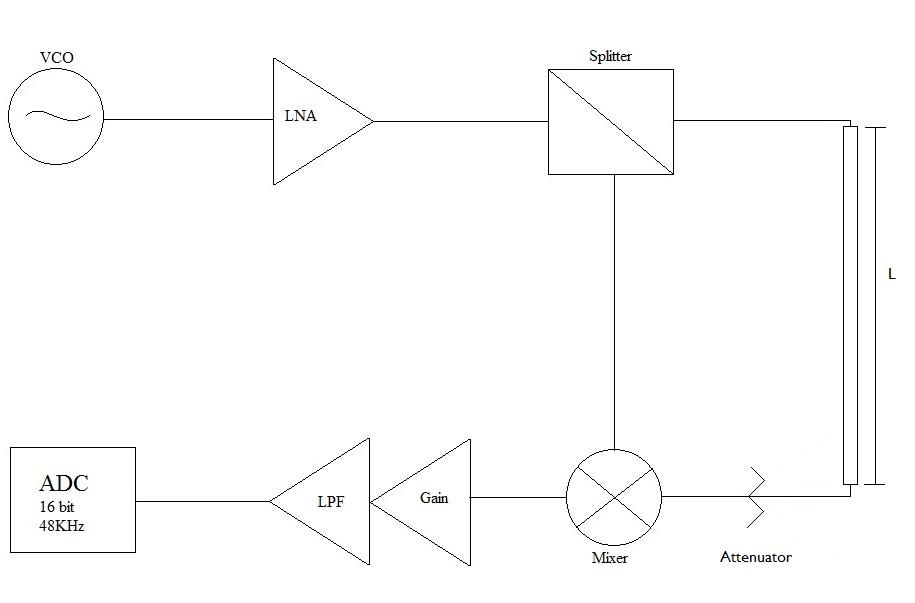 VCO
Splitter
LNA
L
ADC
16 bit
48KHz
LPF
Gain
Mixer
Attenuator